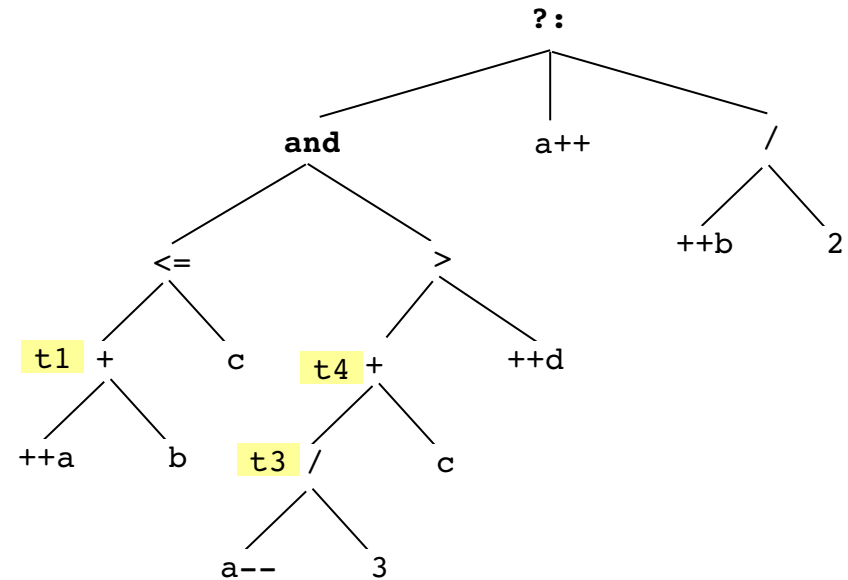 ?:
and a++ /
++b 2
<= >
t1 + c t4 + ++d
++a b t3 / c
a-- 3